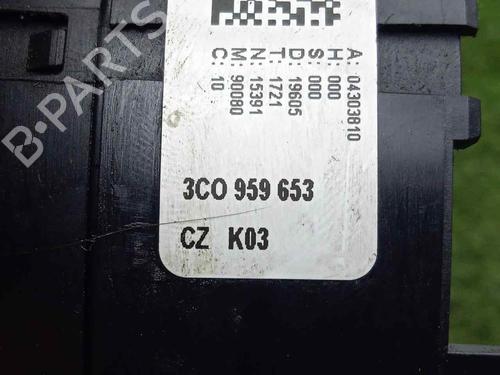 A: 04303810
H: 000
S: 000
D: 19605
T: 1721
N: 15391
M: 90080
C: 10
3C0 959 653
CZ K03
B-PARTS